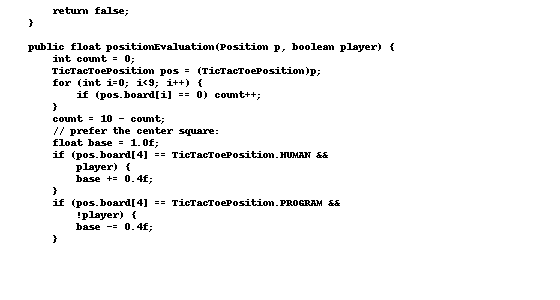 return false;
}
public float positionEvaluation(Position p, boolean player) {
int count = 0;
TicTacToePosition pos = (TicTacToePosition)p;
for (int i=0; i<9; i++) {
if (pos.board[i] == 0) count++;
}
count = 10 - count;
// prefer the center square:
float base = 1.0f;
if (pos.board[4] == TicTacToePosition.HUMAN &&
player) {
base += 0.4f;
}
if (pos.board[4] == TicTacToePosition.PROGRAM &&
!player) {
base -= 0.4f;
}